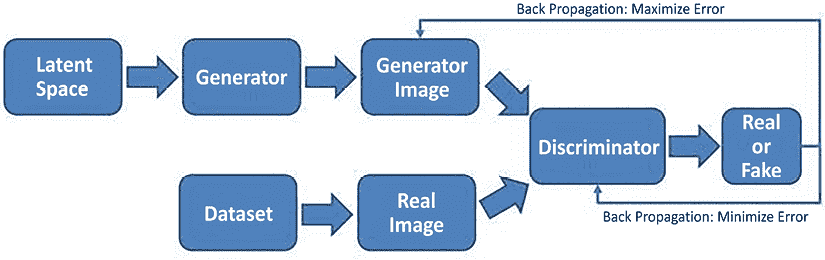 Back Propagation: Maximize Error
Latent
Space
Generator
Generator
Image
Discriminator
Real
or
Fake
Dataset
Real
Image
Back Propagation: Minimize Error